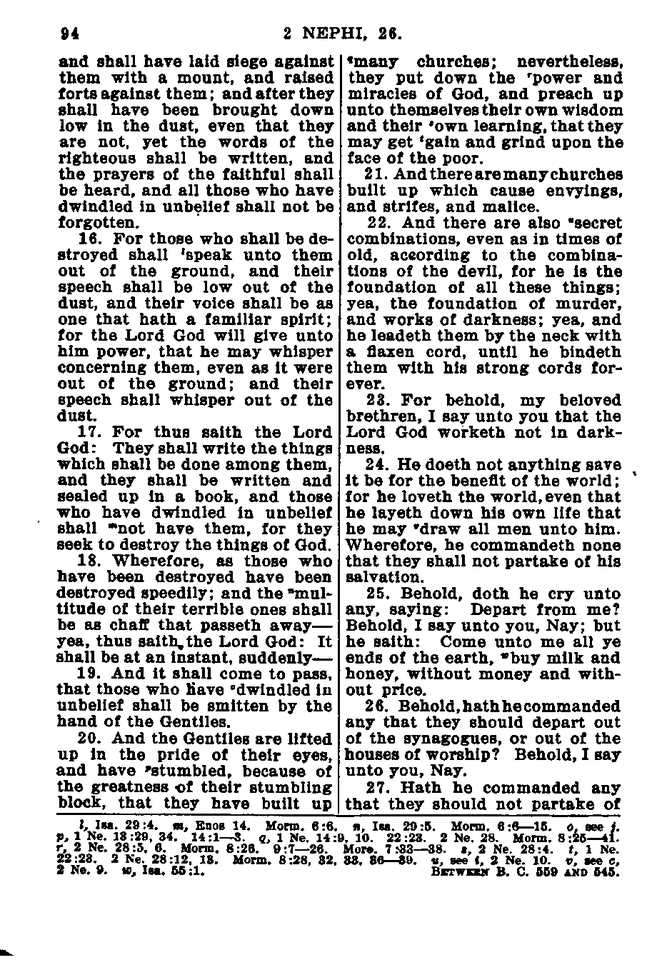 94
2 NEPHI, 26.
and shall have laid siege against
them with a mount, and raised
forts against them; and after they
shall have been brought down
low in the dust, even that they
are not, yet the words of the
righteous shall be written, and
the prayers of the faithful shall
be heard, and all those who have
dwindled in unbelief shall not be
forgotten.
16. For those who shall be de-
stroyed shall ˡspeak unto them
out of the ground, and their
speech shall be low out of the
dust, and their voice shall be as
one that hath a familiar spirit;
for the Lord God will give unto
him power, that he may whisper
concerning them, even as it were
out of the ground; and their
speech shall whisper out of the
dust.
17. For thus saith the Lord
God: They shall write the things
which shall be done among them,
and they shall be written and
sealed up in a book, and those
who have dwindled in unbelief
shall ᵐnot have them, for they
seek to destroy the things of God.
18. Wherefore, as those who
have been destroyed have been
destroyed speedily; and the ⁿmul-
titude of their terrible ones shall
be as chaff that passeth away—
yea, thus saith the Lord God: It
shall be at an instant, suddenly—
19. And it shall come to pass,
that those who have ᵒdwindled in
unbelief shall be smitten by the
hand of the Gentiles.
20. And the Gentiles are lifted
up in the pride of their eyes,
and have ᵖstumbled, because of
the greatness of their stumbling
block, that they have built up
qmany churches; nevertheless,
they put down the ʳpower and
miracles of God, and preach up
unto themselves their own wisdom
and their ˢown learning, that they
may get ᵗgain and grind upon the
face of the poor.
21. And there are many churches
built up which cause envyings,
and strifes, and malice.
22. And there are also ᵘsecret
combinations, even as in times of
old, according to the combina-
tions of the devil, for he is the
foundation of all these things;
yea, the foundation of murder,
and works of darkness; yea, and
he leadeth them by the neck with
a flaxen cord, until he bindeth
them with his strong cords for-
ever.
23. For behold, my beloved
brethren, I say unto you that the
Lord God worketh not in dark-
ness.
24. He doeth not anything save
it be for the benefit of the world;
for he loveth the world, even that
he layeth down his own life that
he may ᵛdraw all men unto him.
Wherefore, he commandeth none
that they shall not partake of his
salvation.
25. Behold, doth he cry unto
any, saying: Depart from me?
Behold, I say unto you, Nay; but
he saith: Come unto me all ye
ends of the earth, ʷbuy milk and
honey, without money and with-
out price.
26. Behold, hath he commanded
any that they should depart out
of the synagogues, or out of the
houses of worship? Behold, I say
unto you, Nay.
27. Hath he commanded any
that they should not partake of
l, Isa. 29:4. m, Enos 14. Morm. 6:6. n, Isa. 29:5. Morm. 6:6—15. o, see j.
p, 1 Ne. 13:29, 34. 14:1—3. q, 1 Ne. 14:9, 10. 22:23. 2 Ne. 28. Morm. 8:25—41.
r, 2 Ne. 28:5, 6. Morm. 8:26. 9:7—26. Moro. 7:33—38. s, 2 Ne. 28:4. t, 1 Ne.
22:23. 2 Ne. 28:12, 13. Morm. 8:28, 32, 33, 36—39. u, see i, 2 Ne. 10. v, see c,
2 Ne. 9. w, Isa. 55:1.
BETWEEN B. C. 559 AND 545.